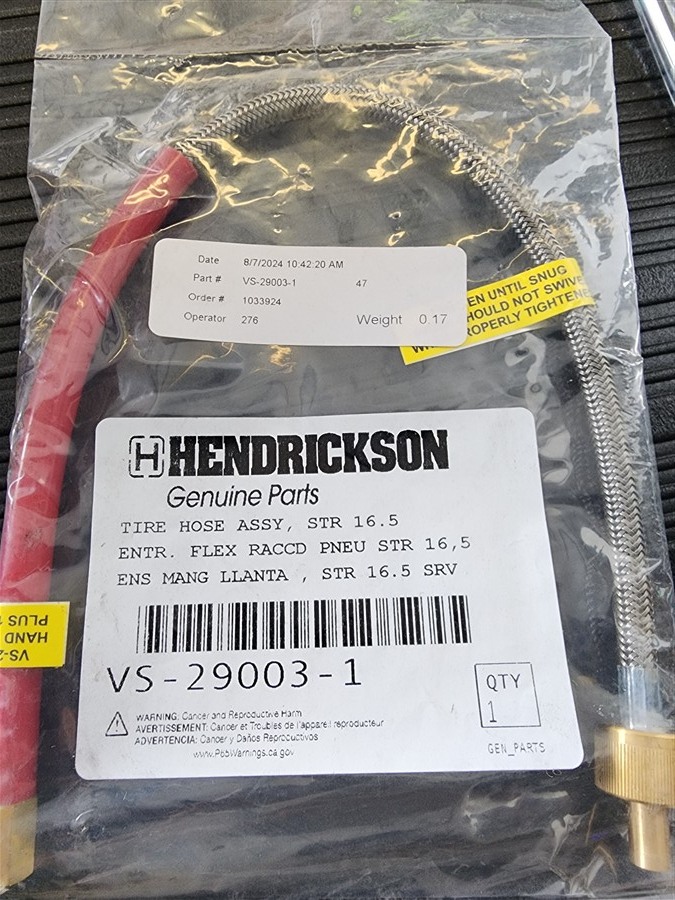 Date 8/7/2024 10:42:20 AM
Part # VS-29003-1 47
Order # 1033924
Operator 276 Weight 0.17
EN UNTIL SNUG
HOULD NOT SWIVE
ROPERLY TIGHTENE
HENDRICKSON
Genuine Parts
TIRE HOSE ASSY, STR 16.5
ENTR. FLEX RACCD PNEU STR 16,5
ENS MANG LLANTA , STR 16.5 SRV
VS-29003-1
QTY
1
WARNING: Cancer and Reproductive Harm
AVERTISSEMENT: Cancer et Troubles de l'appareil reproducteur
ADVERTENCIA: Cancer y Daños Reproductivos
www.P65Warnings.ca.gov
GEN_PARTS
VS-2
HAND
PLUS 1